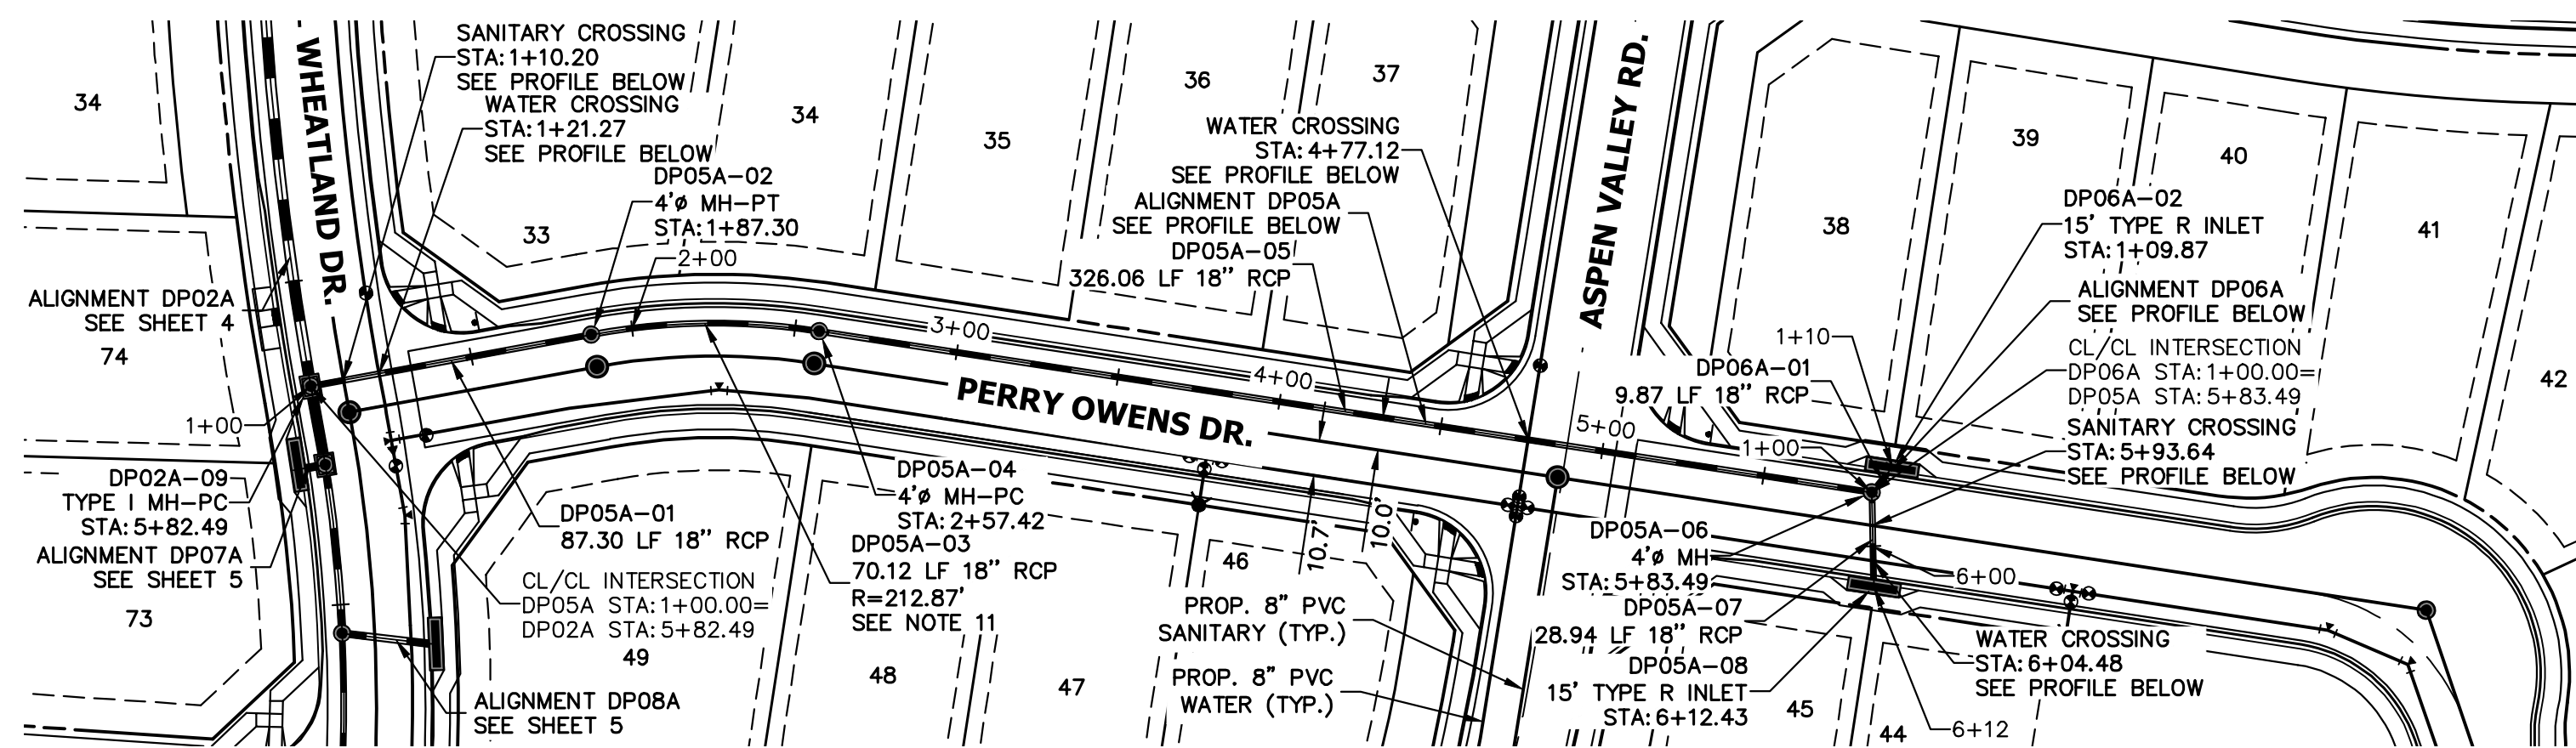 SANITARY CROSSING
STA: 1+10.20
SEE PROFILE BELOW
WATER CROSSING
STA: 1+21.27
SEE PROFILE BELOW
DP05A-02
4'ø MH-PT
STA: 1+87.30
2+00
WHEATLAND DR.
34
33
34
35
36
37
WATER CROSSING
STA: 4+77.12
SEE PROFILE BELOW
ALIGNMENT DP05A
SEE PROFILE BELOW
DP05A-05
326.06 LF 18" RCP
ASPEN VALLEY RD.
38
39
40
41
42
DP06A-02
15' TYPE R INLET
STA: 1+09.87
ALIGNMENT DP06A
SEE PROFILE BELOW
CL/CL INTERSECTION
DP06A STA: 1+00.00=
DP05A STA: 5+83.49
SANITARY CROSSING
STA: 5+93.64
SEE PROFILE BELOW
1+10
DP06A-01
9.87 LF 18" RCP
1+00
ALIGNMENT DP02A
SEE SHEET 4
74
1+00
3+00
4+00
5+00
PERRY OWENS DR.
DP02A-09
TYPE I MH-PC
STA: 5+82.49
ALIGNMENT DP07A
SEE SHEET 5
73
DP05A-01
87.30 LF 18" RCP
CL/CL INTERSECTION
DP05A STA: 1+00.00=
DP02A STA: 5+82.49
49
ALIGNMENT DP08A
SEE SHEET 5
DP05A-04
4'ø MH-PC
STA: 2+57.42
DP05A-03
70.12 LF 18" RCP
R=212.87'
SEE NOTE 11
48
47
46
10.7'
10.0'
PROP. 8" PVC
SANITARY (TYP.)
PROP. 8" PVC
WATER (TYP.)
DP05A-06
4'ø MH
STA: 5+83.49
DP05A-07
28.94 LF 18" RCP
DP05A-08
15' TYPE R INLET
STA: 6+12.43
45
44
6+00
WATER CROSSING
STA: 6+04.48
SEE PROFILE BELOW
6+12